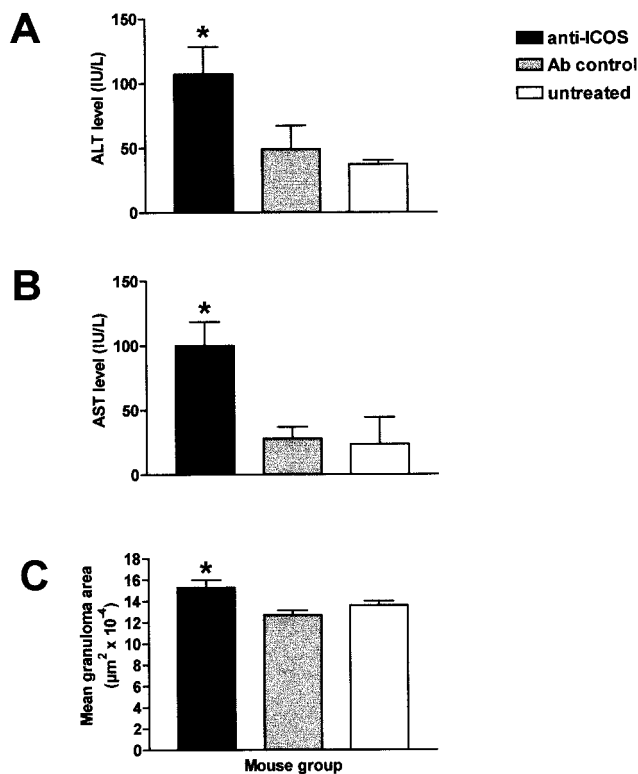 A
150
100
50
0
ALT level (IU/L)
*
anti-ICOS
Ab control
untreated
B
150
100
50
0
AST level (IU/L)
*
C
18
16
14
12
10
8
6
4
2
0
Mean granuloma area
(µm² x 10⁻⁴)
*
Mouse group